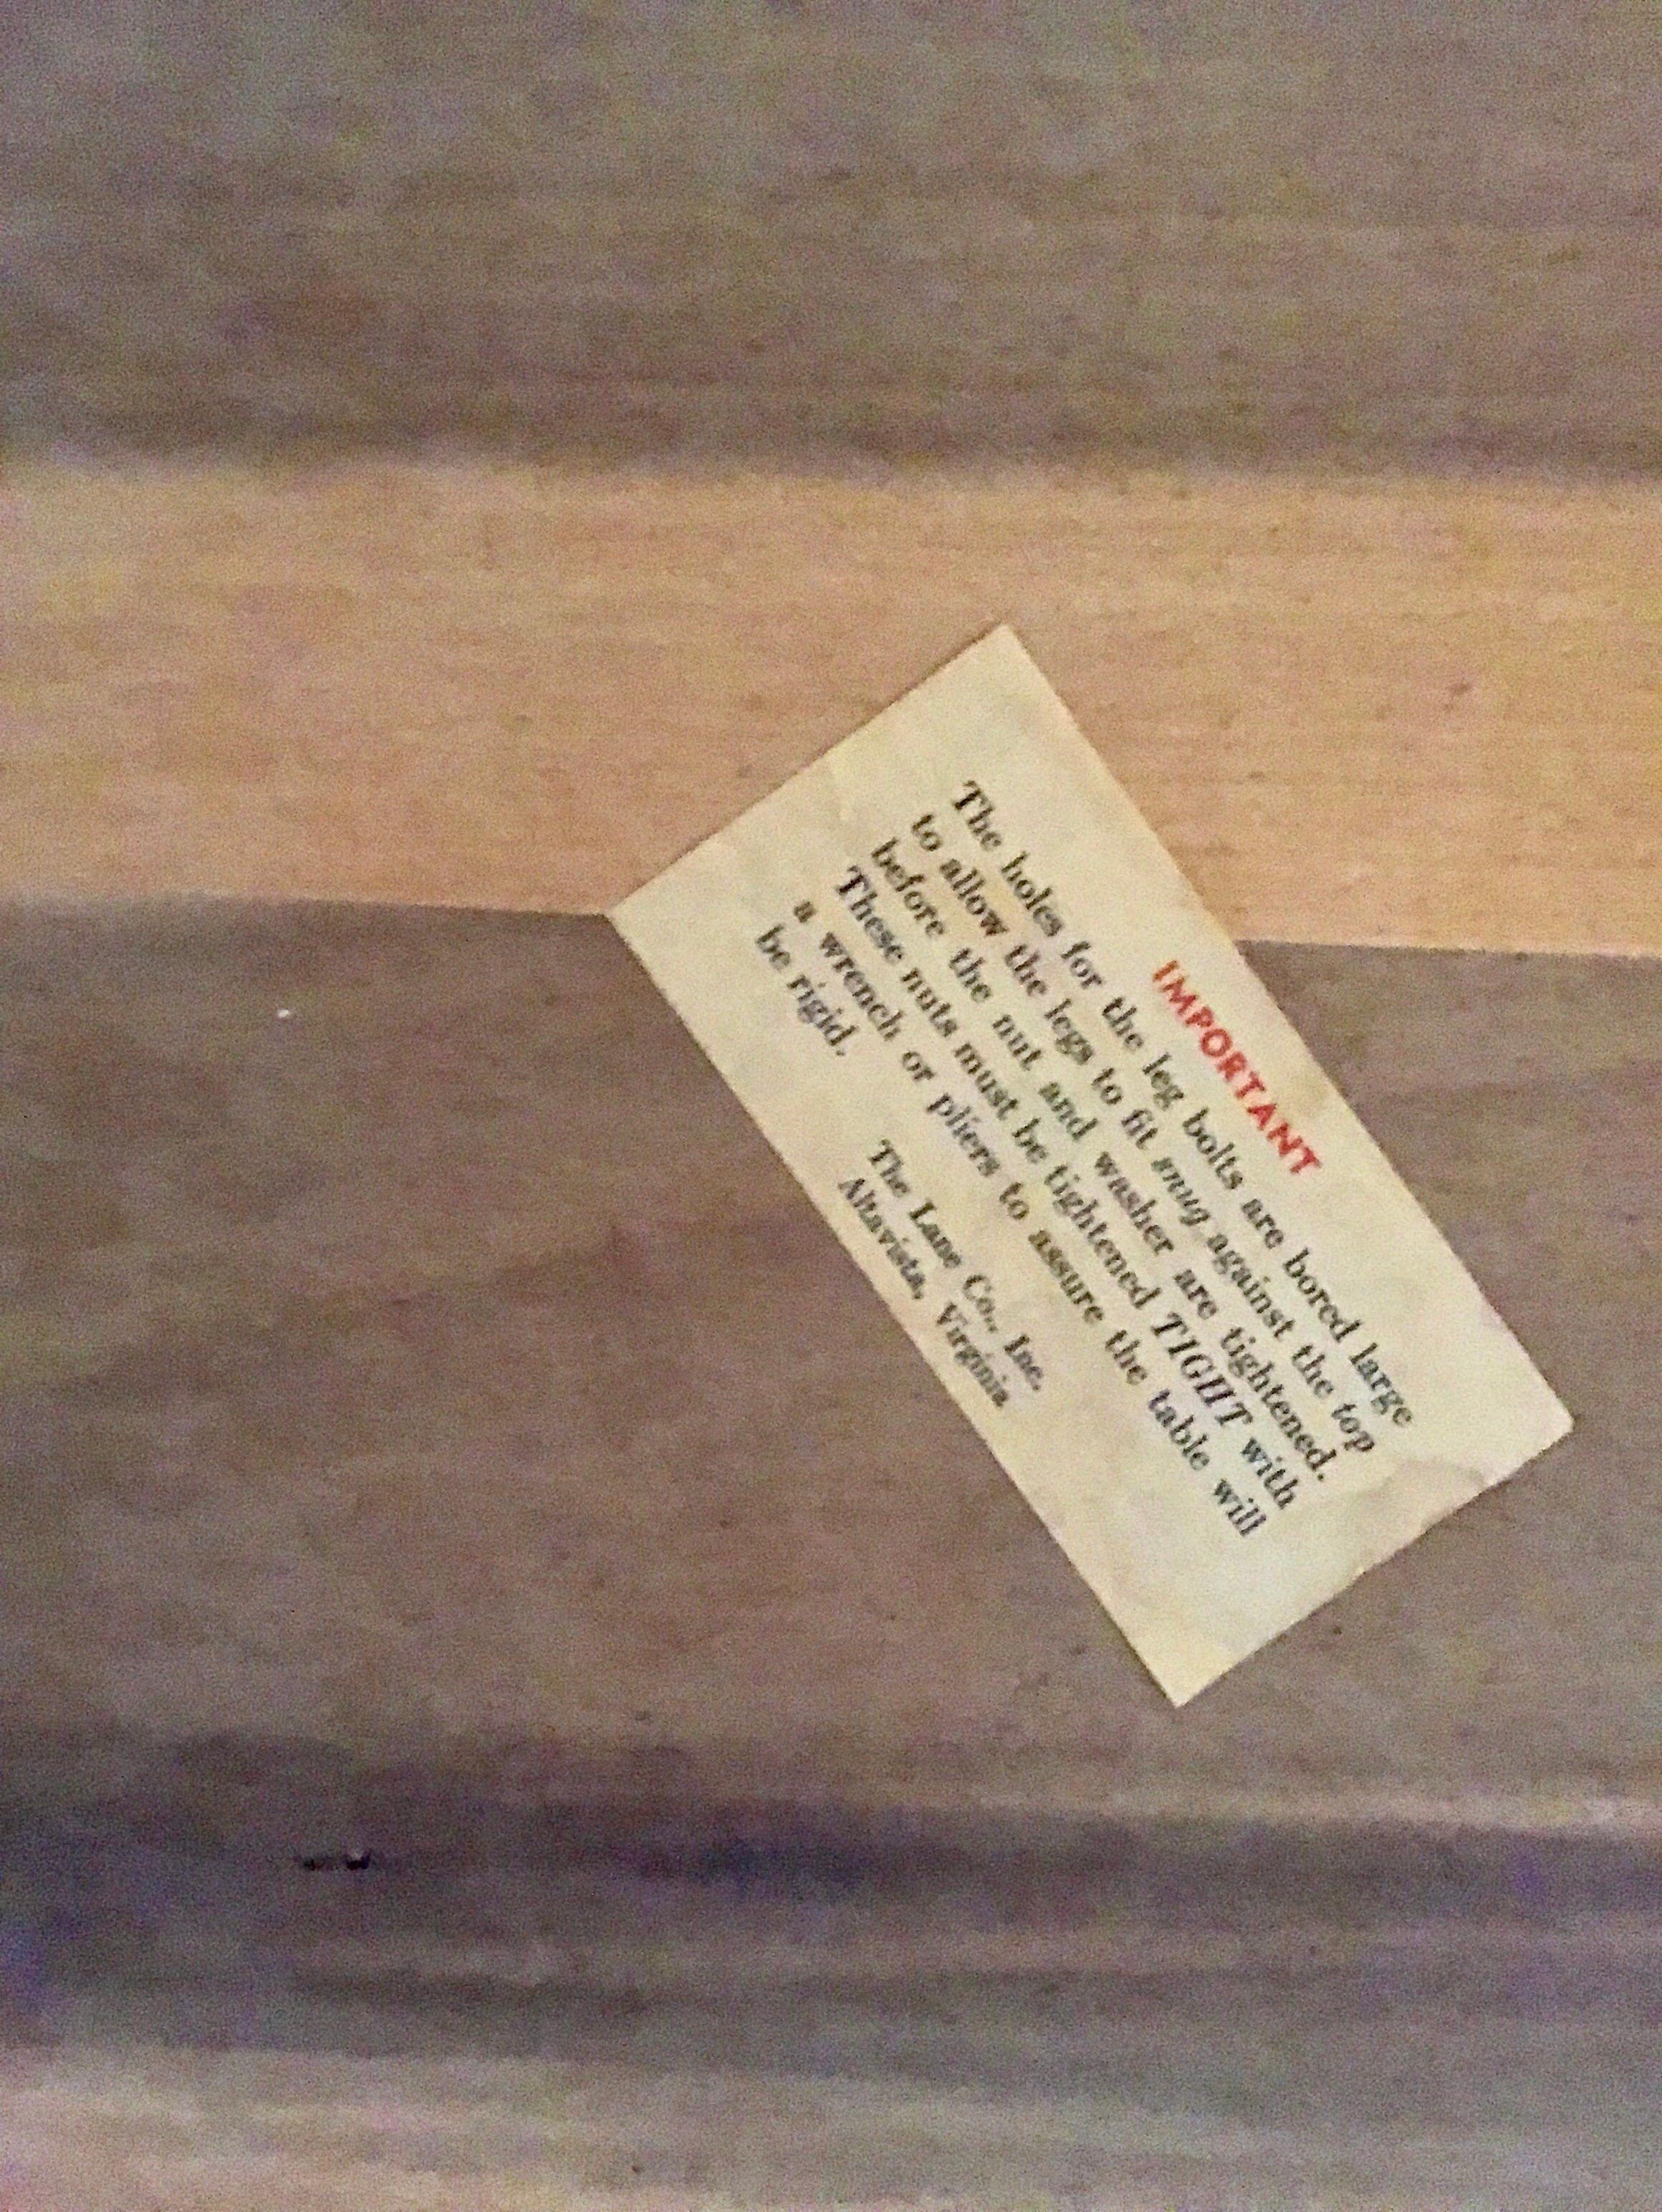 IMPORTANT
The holes for the leg bolts are bored large
to allow the legs to fit snug against the top
before the nut and washer are tightened.
These nuts must be tightened TIGHT with
a wrench or pliers to assure the table will
be rigid.
The Lane Co., Inc.
Altavista, Virginia